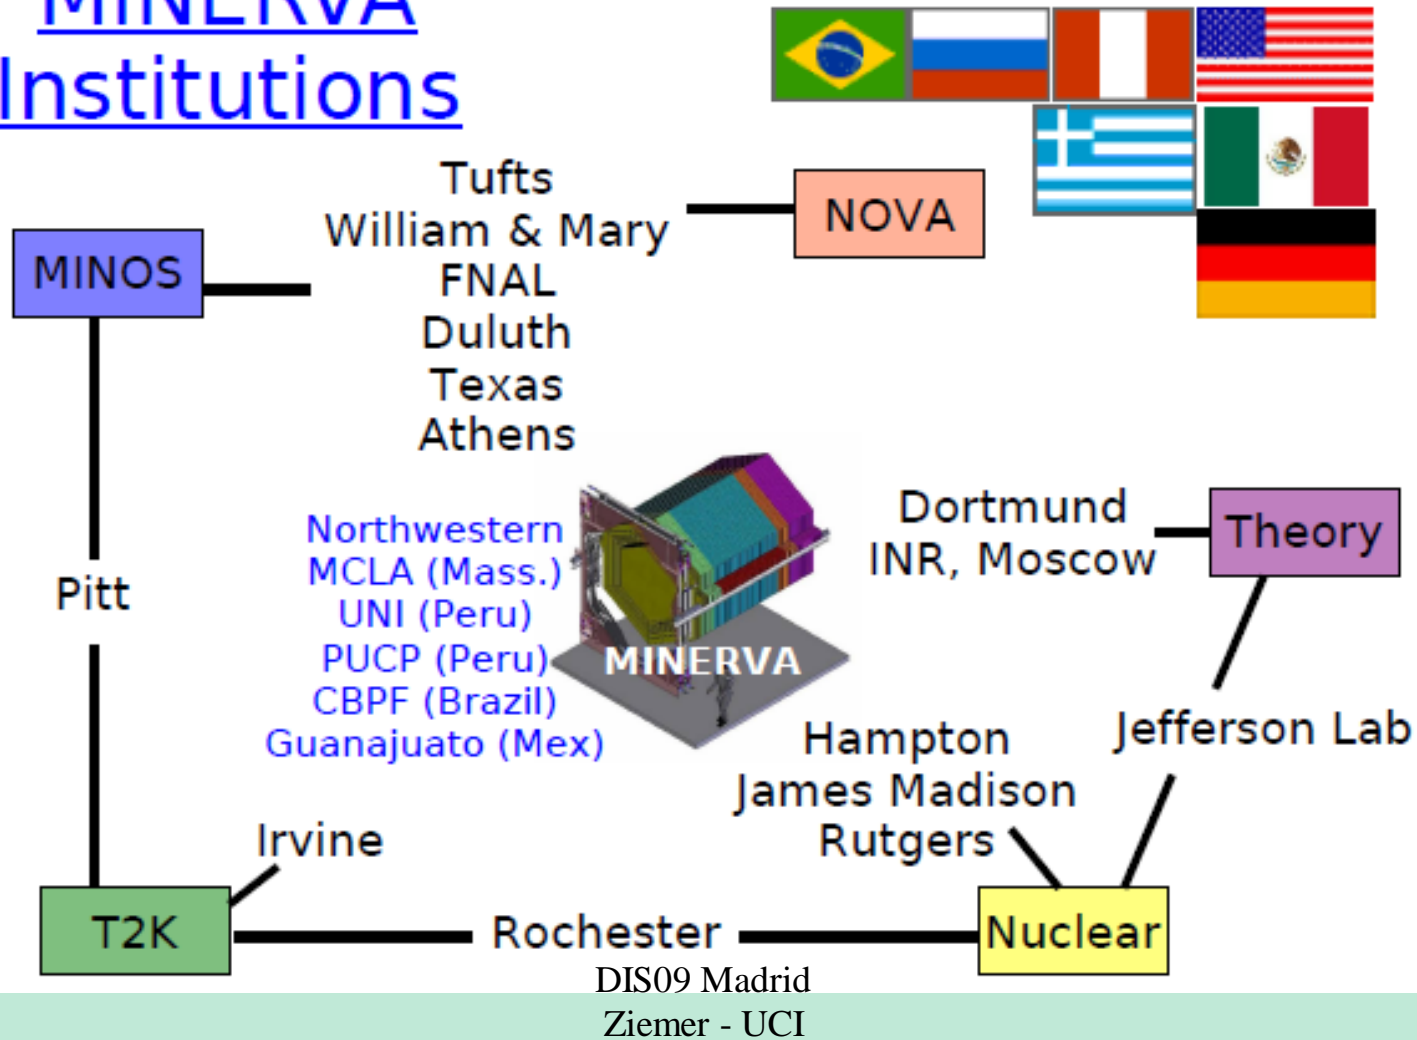 MINERVA
Institutions
Tufts
William & Mary
FNAL
Duluth
Texas
Athens
NOVA
MINOS
Northwestern
MCLA (Mass.)
UNI (Peru)
PUCP (Peru)
CBPF (Brazil)
Guanajuato (Mex)
MINERVA
Dortmund
INR, Moscow
Theory
Pitt
Jefferson Lab
Hampton
James Madison
Rutgers
Irvine
T2K
Rochester
Nuclear
DIS09 Madrid
Ziemer - UCI